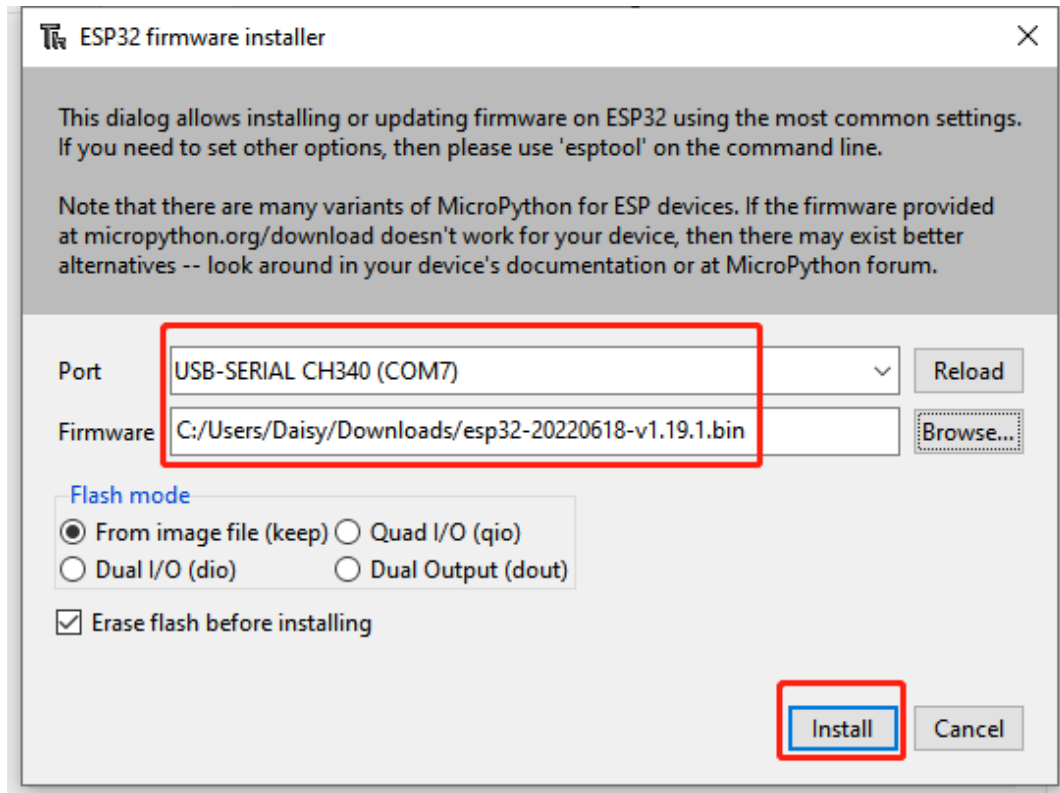 ESP32 firmware installer
This dialog allows installing or updating firmware on ESP32 using the most common settings.
If you need to set other options, then please use 'esptool' on the command line.
Note that there are many variants of MicroPython for ESP devices. If the firmware provided
at micropython.org/download doesn't work for your device, then there may exist better
alternatives -- look around in your device's documentation or at MicroPython forum.
Port USB-SERIAL CH340 (COM7) Reload
Firmware C:/Users/Daisy/Downloads/esp32-20220618-v1.19.1.bin Browse...
Flash mode
From image file (keep) Quad I/O (qio)
Dual I/O (dio) Dual Output (dout)
Erase flash before installing
Install Cancel